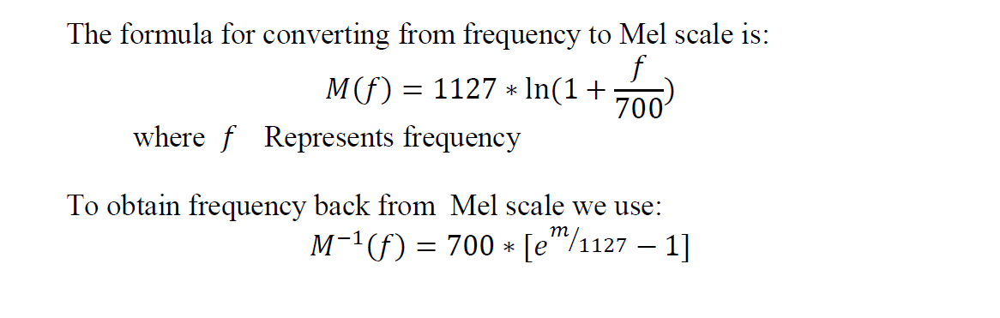 The formula for converting from frequency to Mel scale is:
M(f) = 1127 * ln(1 + f/700)
where f Represents frequency
To obtain frequency back from Mel scale we use:
M⁻¹(f) = 700 * [e^m/1127 − 1]